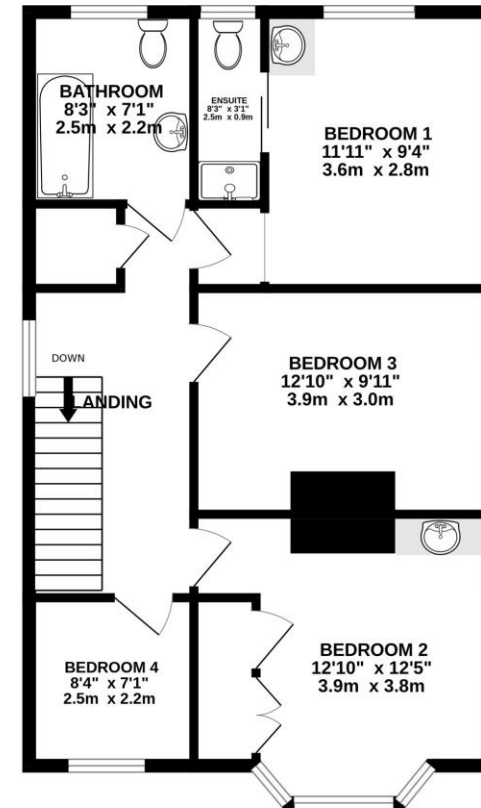 BATHROOM
8'3" x 7'1"
2.5m x 2.2m
ENSUITE
8'3" x 3'1"
2.5m x 0.9m
BEDROOM 1
11'11" x 9'4"
3.6m x 2.8m
DOWN
LANDING
BEDROOM 3
12'10" x 9'11"
3.9m x 3.0m
BEDROOM 4
8'4" x 7'1"
2.5m x 2.2m
BEDROOM 2
12'10" x 12'5"
3.9m x 3.8m